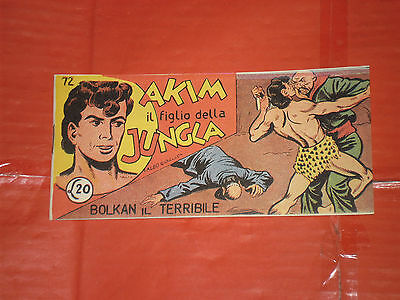 72
AKIM
il figlio della
JUNGLA
£20
BOLKAN IL TERRIBILE